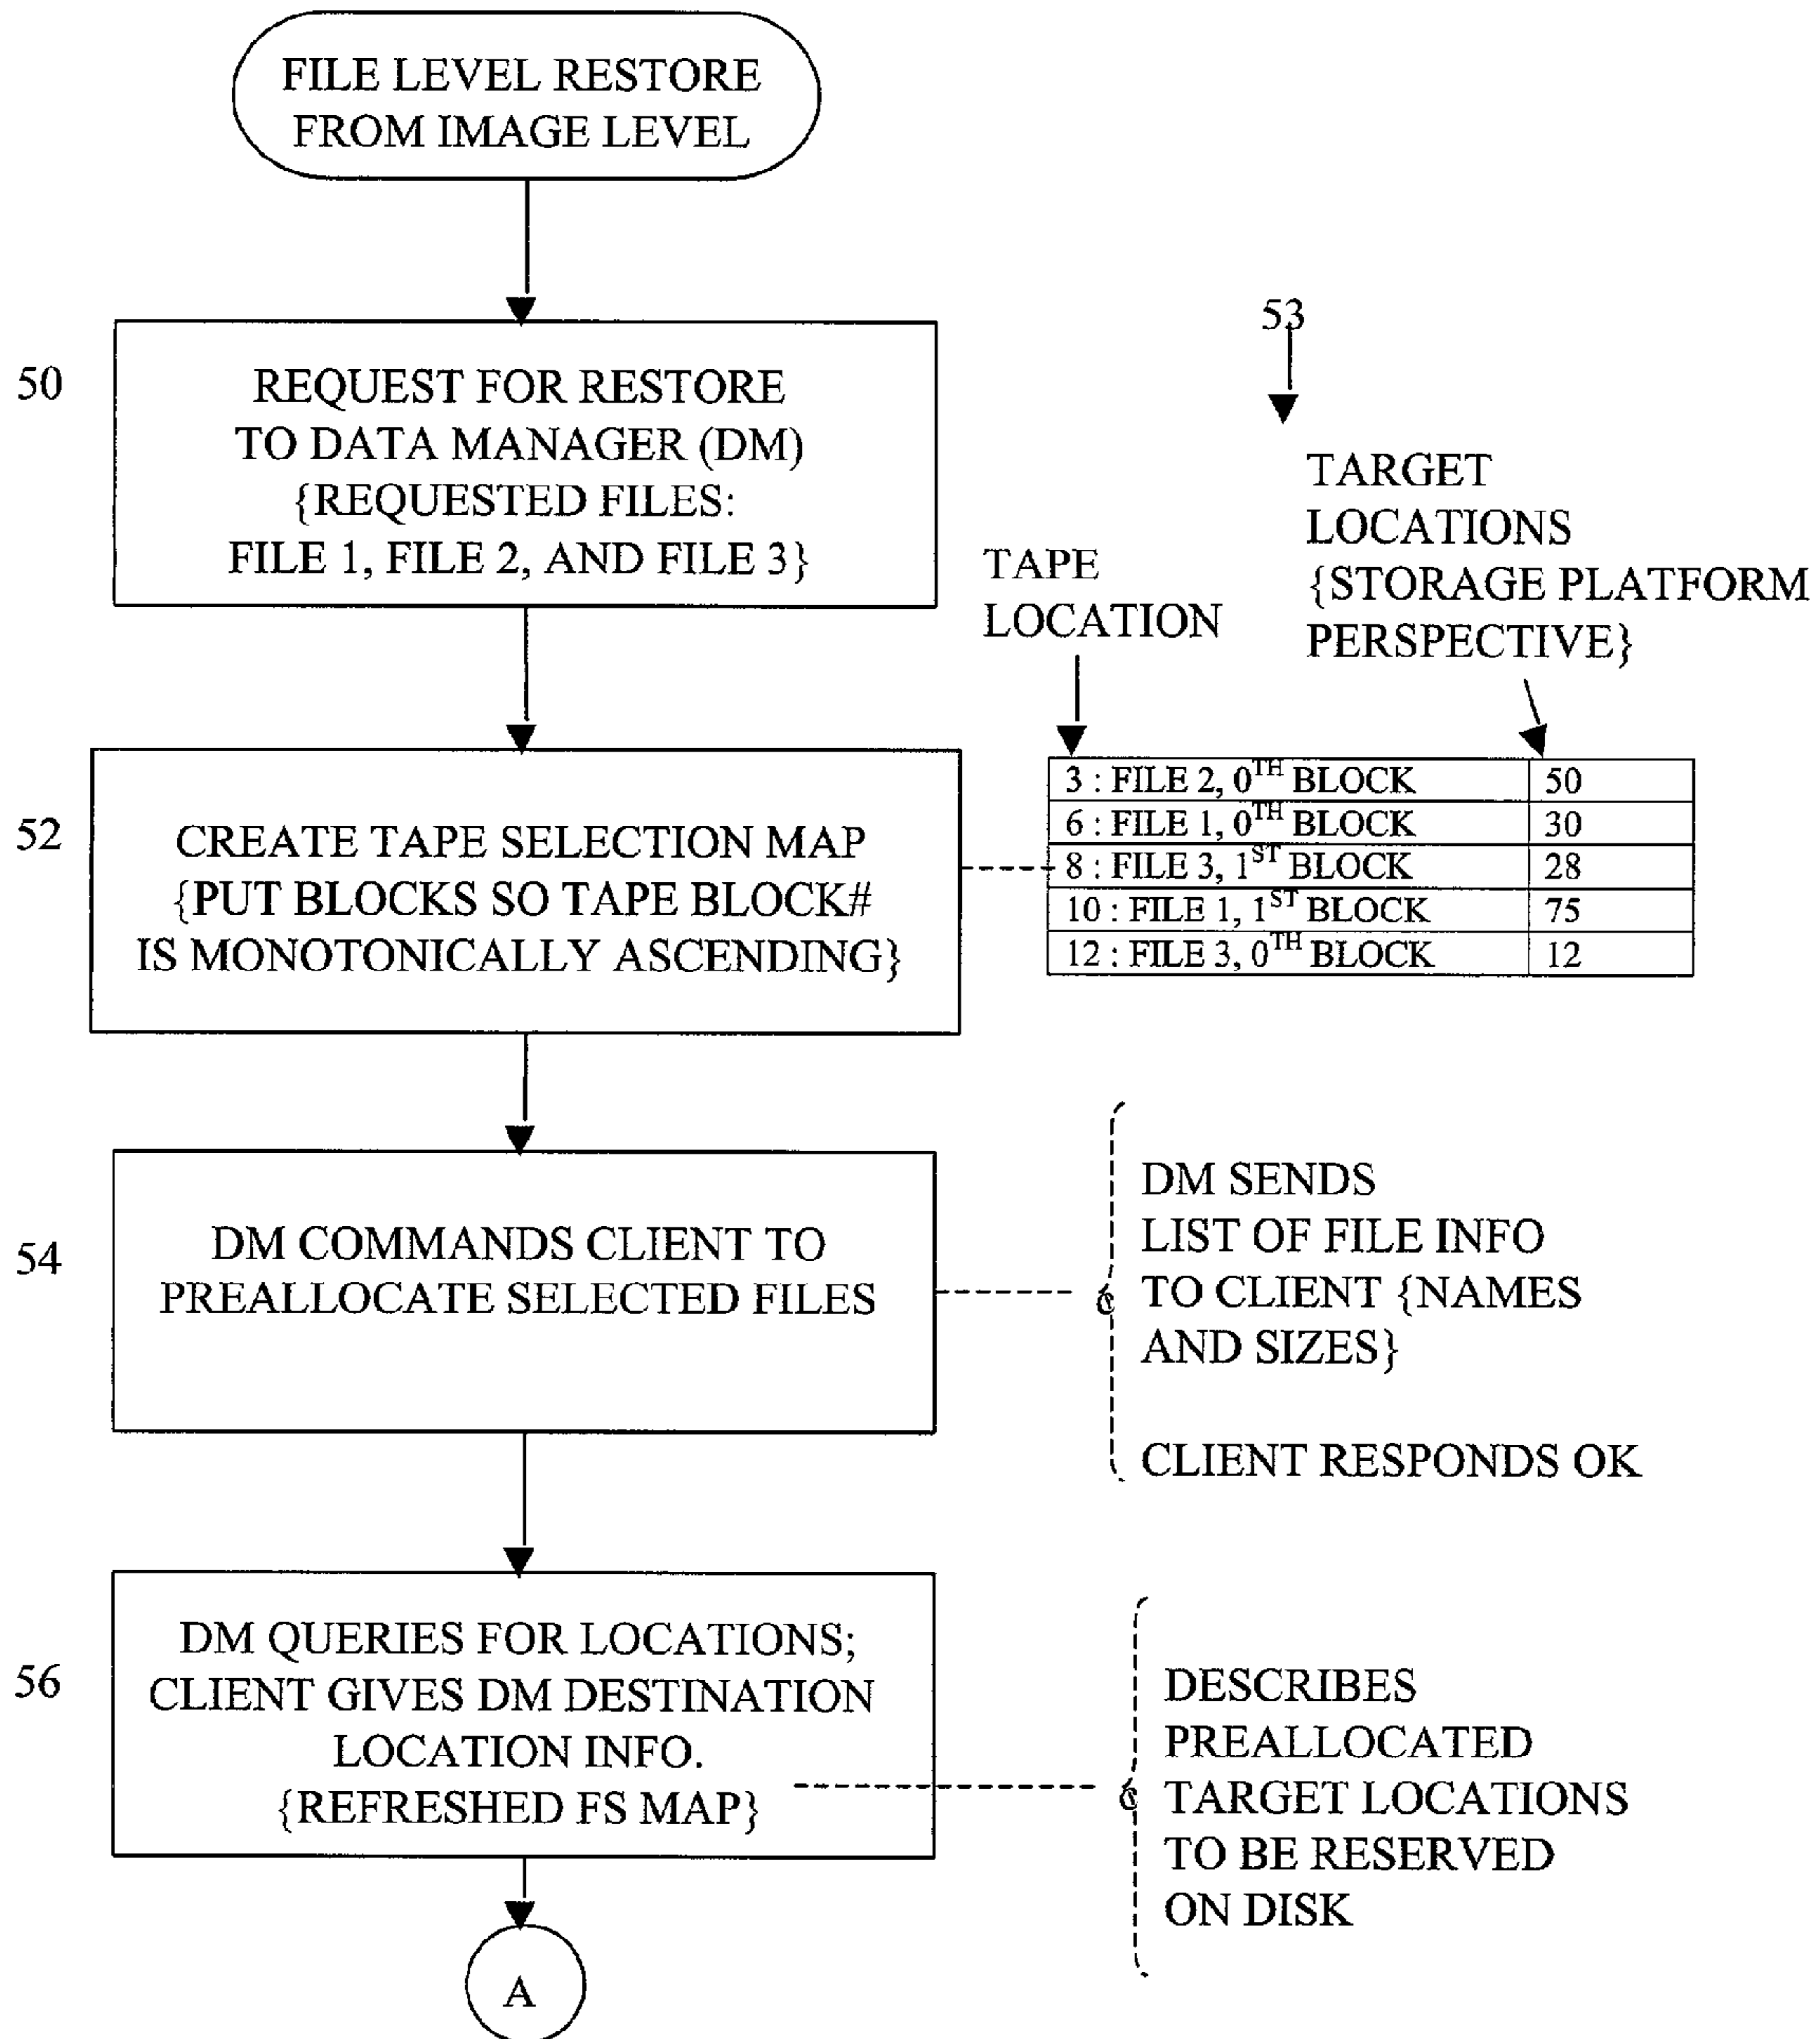 FILE LEVEL RESTORE
FROM IMAGE LEVEL
50
REQUEST FOR RESTORE
TO DATA MANAGER (DM)
{REQUESTED FILES:
FILE 1, FILE 2, AND FILE 3}
53
TAPE
LOCATION
TARGET
LOCATIONS
{STORAGE PLATFORM
PERSPECTIVE}
52
CREATE TAPE SELECTION MAP
{PUT BLOCKS SO TAPE BLOCK#
IS MONOTONICALLY ASCENDING}
3 : FILE 2, 0TH BLOCK 50
6 : FILE 1, 0TH BLOCK 30
8 : FILE 3, 1ST BLOCK 28
10 : FILE 1, 1ST BLOCK 75
12 : FILE 3, 0TH BLOCK 12
54
DM COMMANDS CLIENT TO
PREALLOCATE SELECTED FILES
DM SENDS
LIST OF FILE INFO
TO CLIENT {NAMES
AND SIZES}
CLIENT RESPONDS OK
56
DM QUERIES FOR LOCATIONS;
CLIENT GIVES DM DESTINATION
LOCATION INFO.
{REFRESHED FS MAP}
DESCRIBES
PREALLOCATED
TARGET LOCATIONS
TO BE RESERVED
ON DISK
A